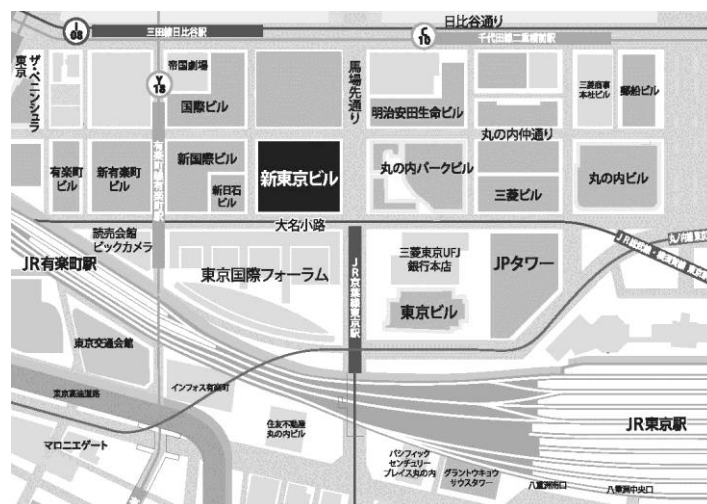 I
08
三田線日比谷駅
日比谷通り
C
10
千代田線二重橋前駅
ザ・ペニンシュラ
東京
Y
18
帝国劇場
国際ビル
馬場先通り
明治安田生命ビル
三菱商事
本社ビル
郵船ビル
丸の内仲通り
有楽町
ビル
新有楽町
ビル
有楽町線有楽町駅
新国際ビル
新日石
ビル
新東京ビル
丸の内パークビル
三菱ビル
丸の内ビル
大名小路
読売会館
ビックカメラ
JR有楽町駅
東京国際フォーラム
JR京葉線東京駅
三菱東京UFJ
銀行本店
JPタワー
東京ビル
東京交通会館
東京高速道路
インフォス有楽町
マロニエゲート
住友不動産
丸の内ビル
パシフィック
センチュリー
プレイス丸の内
グラントウキョウ
サウスタワー
JR東京駅
八重洲南口
八重洲中央口